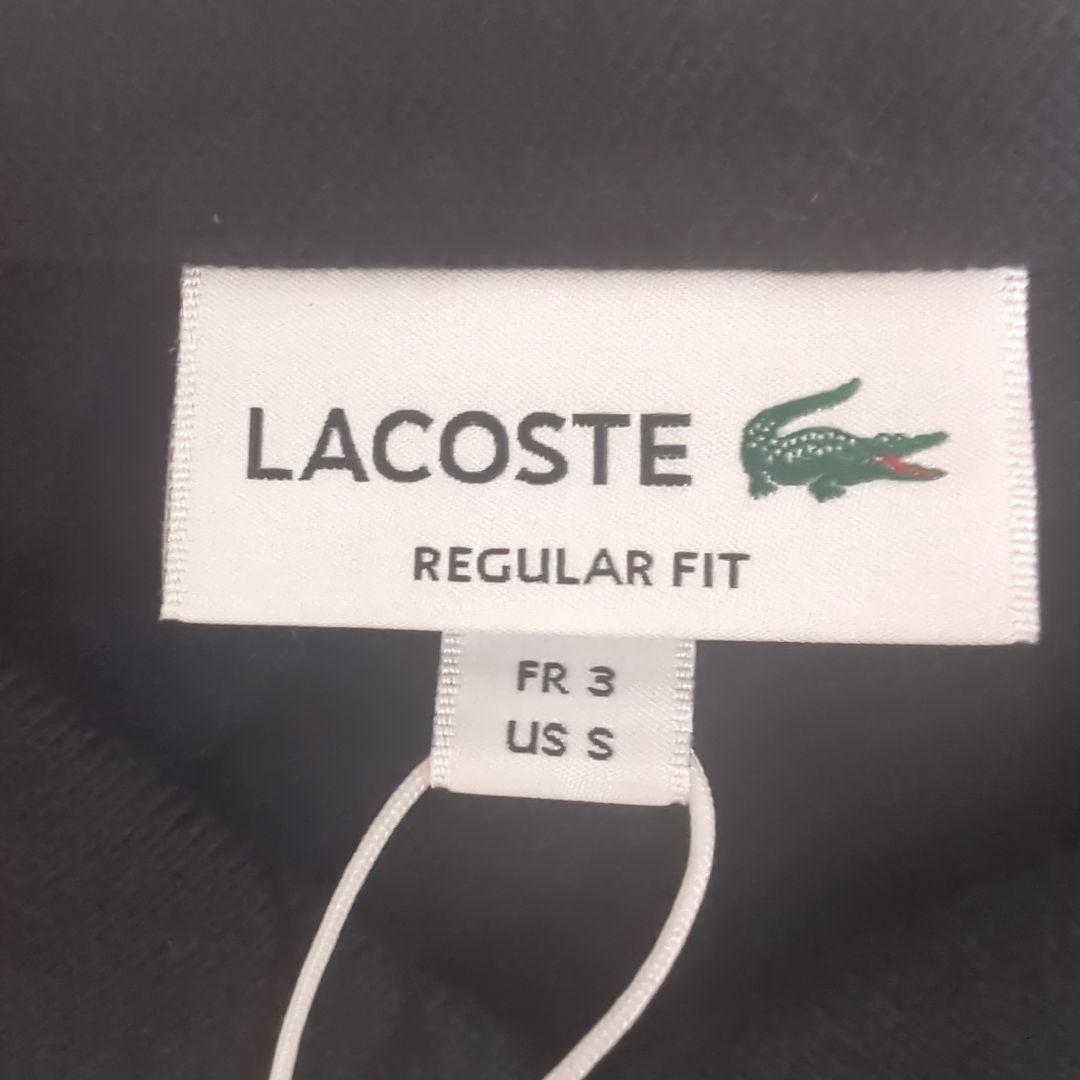 LACOSTE
REGULAR FIT
FR 3
US S